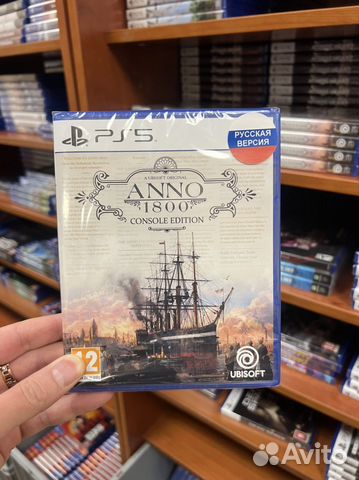 PS5
РУССКАЯ
ВЕРСИЯ
A UBISOFT ORIGINAL
ANNO
1800
CONSOLE EDITION
12
UBISOFT
Avito